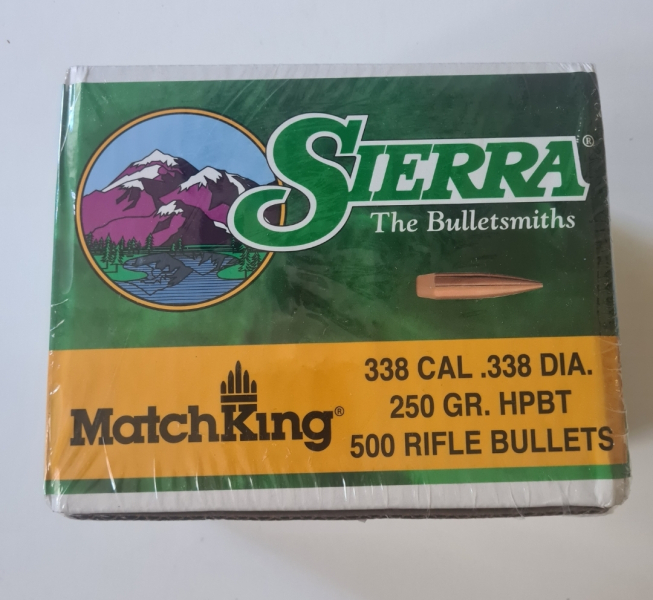 SIERRA®
The Bulletsmiths
MatchKing®
338 CAL .338 DIA.
250 GR. HPBT
500 RIFLE BULLETS